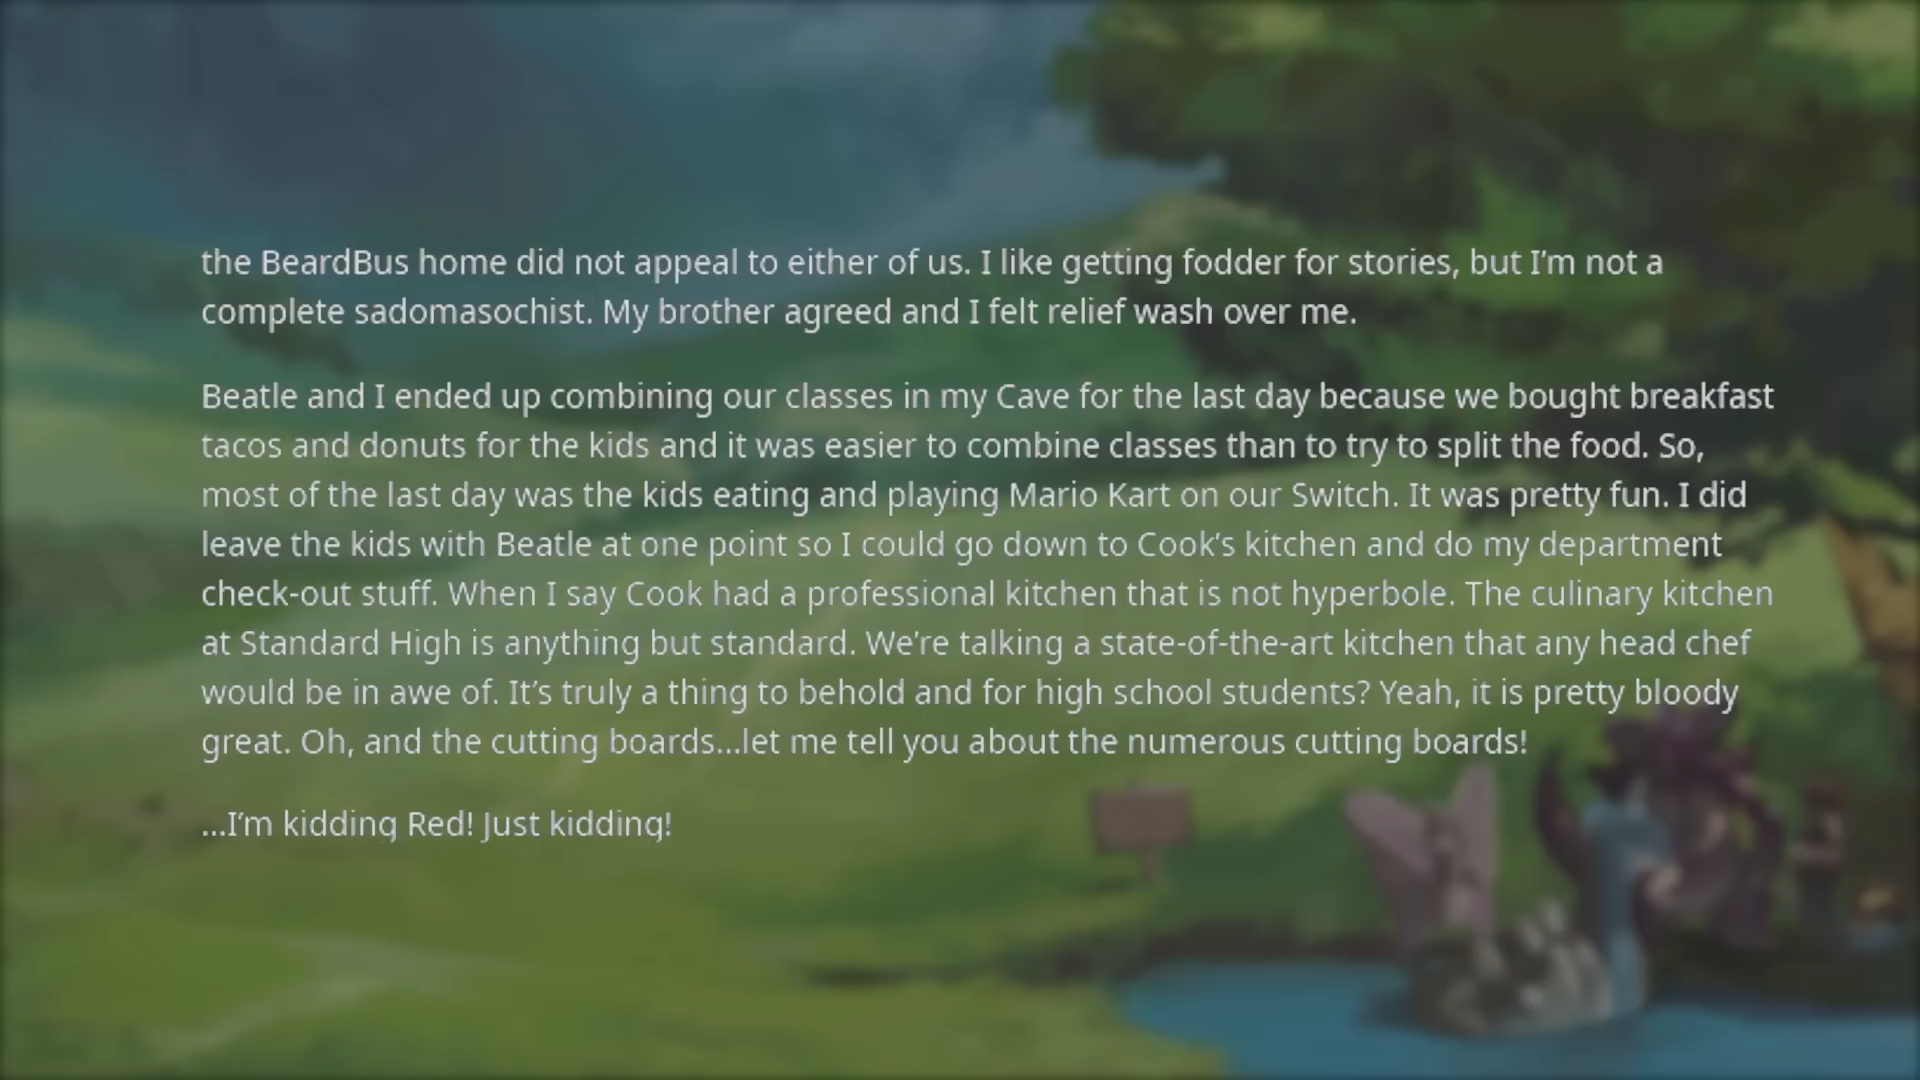 the BeardBus home did not appeal to either of us. I like getting fodder for stories, but I’m not a
complete sadomasochist. My brother agreed and I felt relief wash over me.
Beatle and I ended up combining our classes in my Cave for the last day because we bought breakfast
tacos and donuts for the kids and it was easier to combine classes than to try to split the food. So,
most of the last day was the kids eating and playing Mario Kart on our Switch. It was pretty fun. I did
leave the kids with Beatle at one point so I could go down to Cook’s kitchen and do my department
check-out stuff. When I say Cook had a professional kitchen that is not hyperbole. The culinary kitchen
at Standard High is anything but standard. We’re talking a state-of-the-art kitchen that any head chef
would be in awe of. It’s truly a thing to behold and for high school students? Yeah, it is pretty bloody
great. Oh, and the cutting boards...let me tell you about the numerous cutting boards!
...I’m kidding Red! Just kidding!